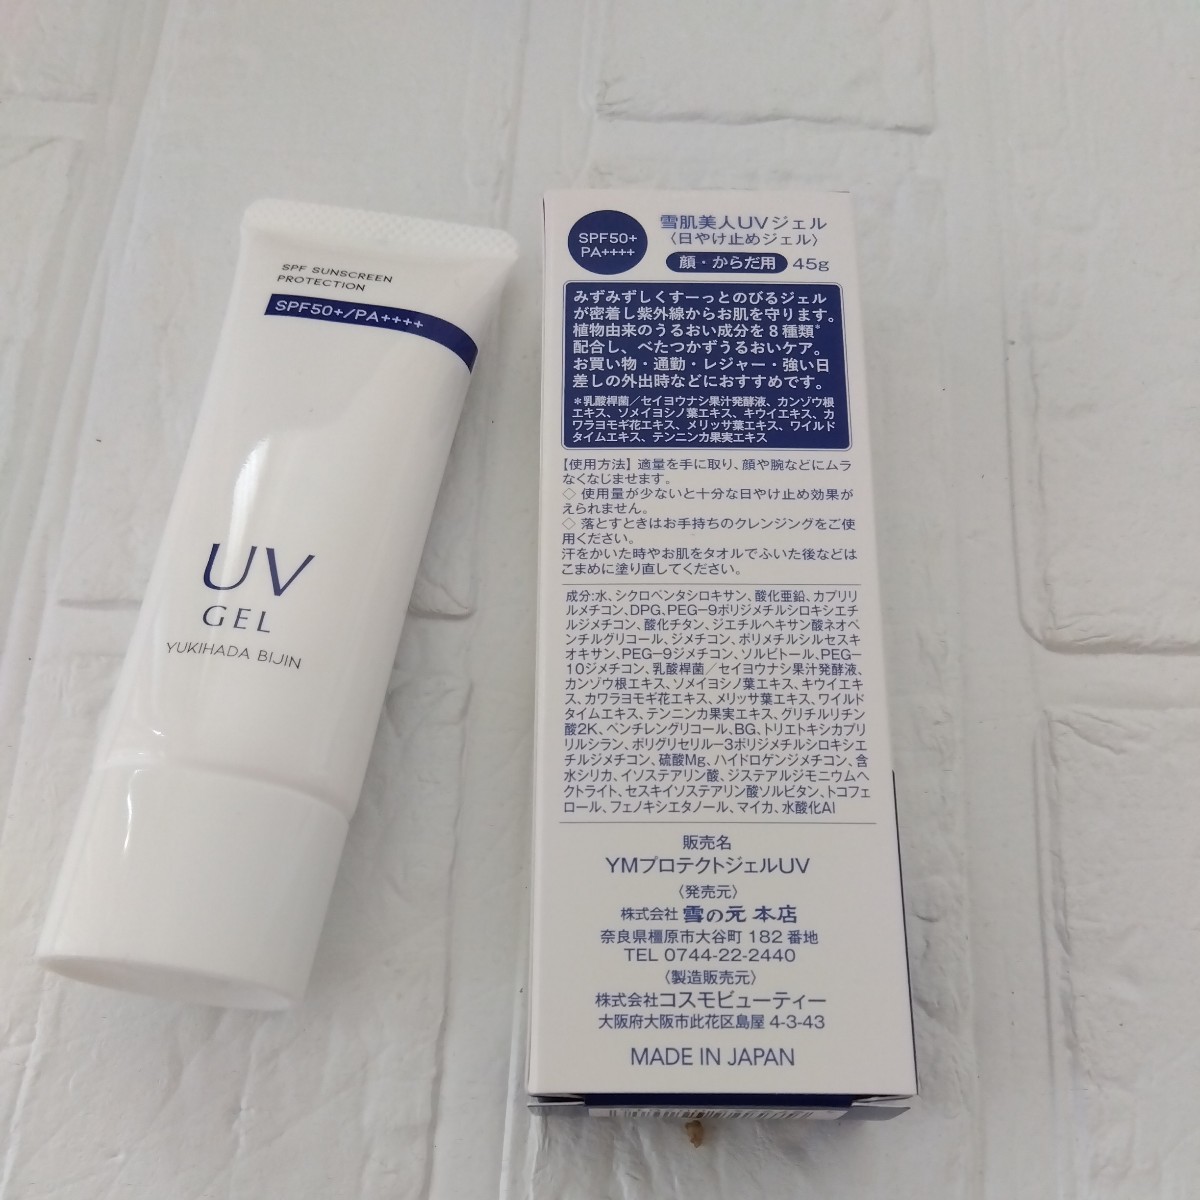 SPF SUNSCREEN
PROTECTION
SPF50+/PA++++
UV
GEL
YUKIHADA BIJIN
SPF50+
PA++++
雪肌美人UVジェル
〈日やけ止めジェル〉
顔・からだ用 45g
みずみずしくすーっとのびるジェル
が密着し紫外線からお肌を守ります。
植物由来のうるおい成分を8種類*
配合し、べたつかずうるおいケア。
お買い物・通勤・レジャー・強い日
差しの外出時などにおすすめです。
*乳酸桿菌/セイヨウナシ果汁発酵液、カンゾウ根
エキス、ソメイヨシノ葉エキス、キウイエキス、カ
ワラヨモギ花エキス、メリッサ葉エキス、ワイルド
タイムエキス、テンニンカ果実エキス
【使用方法】適量を手に取り、顔や腕などにムラ
なくなじませます。
◇ 使用量が少ないと十分な日やけ止め効果が
えられません。
◇ 落とすときはお手持ちのクレンジングをご使
用ください。
汗をかいた時やお肌をタオルでふいた後などは
こまめに塗り直してください。
成分:水、シクロペンタシロキサン、酸化亜鉛、カプリリ
ルメチコン、DPG、PEG-9ポリジメチルシロキシエチ
ルジメチコン、酸化チタン、ジエチルヘキサン酸ネオペ
ンチルグリコール、ジメチコン、ポリメチルシルセスキ
オキサン、PEG-9ジメチコン、ソルビトール、PEG-
10ジメチコン、乳酸桿菌/セイヨウナシ果汁発酵液、
カンゾウ根エキス、ソメイヨシノ葉エキス、キウイエキ
ス、カワラヨモギ花エキス、メリッサ葉エキス、ワイルド
タイムエキス、テンニンカ果実エキス、グリチルリチン
酸2K、ペンチレングリコール、BG、トリエトキシカプリ
リルシラン、ポリグリセリル-3ポリジメチルシロキシエ
チルジメチコン、硫酸Mg、ハイドロゲンジメチコン、含
水シリカ、イソステアリン酸、ジステアルジモニウムヘ
クトライト、セスキイソステアリン酸ソルビタン、トコフェ
ロール、フェノキシエタノール、マイカ、水酸化Al
販売名
YMプロテクトジェルUV
〈発売元〉
株式会社 雪の元 本店
奈良県橿原市大谷町 182 番地
TEL 0744-22-2440
〈製造販売元〉
株式会社コスモビューティー
大阪府大阪市此花区島屋 4-3-43
MADE IN JAPAN